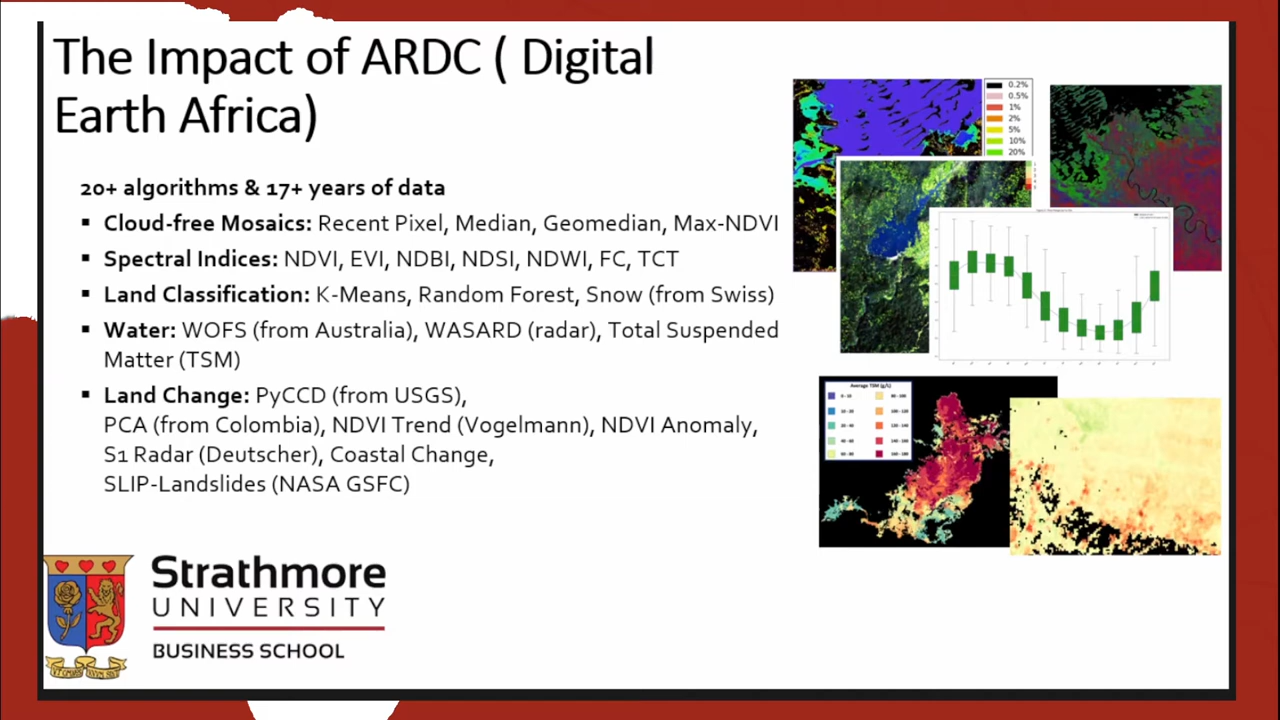 The Impact of ARDC ( Digital
Earth Africa)
20+ algorithms & 17+ years of data
▪ Cloud-free Mosaics: Recent Pixel, Median, Geomedian, Max-NDVI
▪ Spectral Indices: NDVI, EVI, NDBI, NDSI, NDWI, FC, TCT
▪ Land Classification: K-Means, Random Forest, Snow (from Swiss)
▪ Water: WOFS (from Australia), WASARD (radar), Total Suspended
Matter (TSM)
▪ Land Change: PyCCD (from USGS),
PCA (from Colombia), NDVI Trend (Vogelmann), NDVI Anomaly,
S1 Radar (Deutscher), Coastal Change,
SLIP-Landslides (NASA GSFC)
0.2%
0.5%
1%
2%
5%
10%
20%
Average TSM (g/L)
Strathmore
UNIVERSITY
BUSINESS SCHOOL